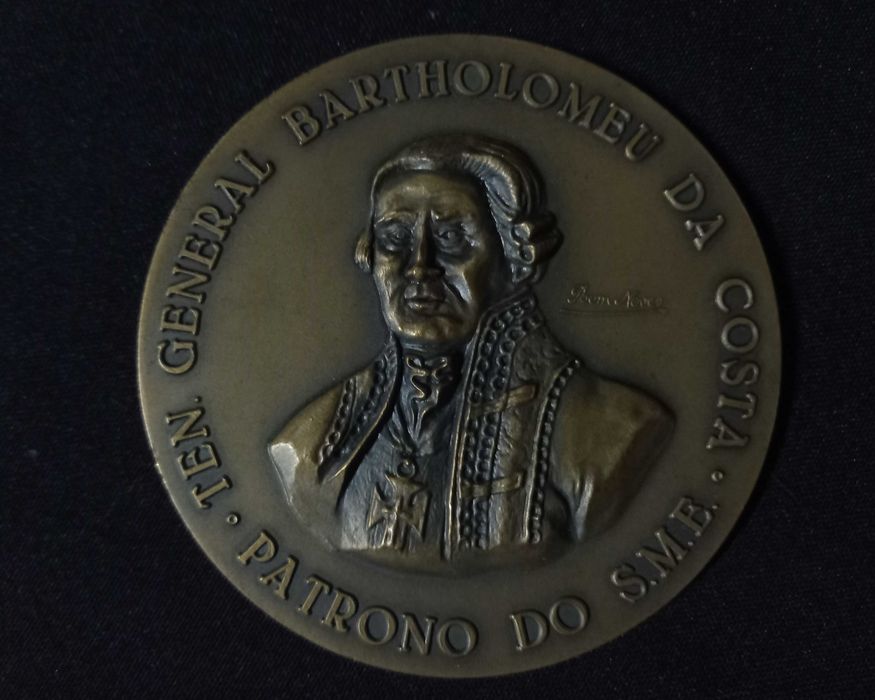 TEN. GENERAL BARTHOLOMEU DA COSTA
PATRONO DO S.M.E.